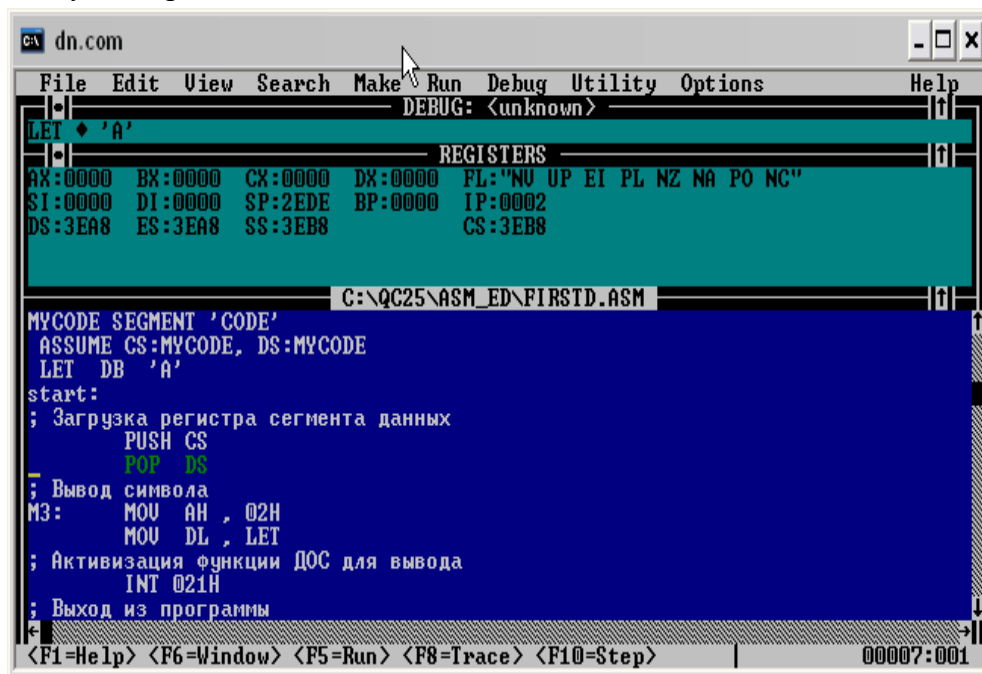 dn.com
File Edit View Search Make Run Debug Utility Options Help
DEBUG: <unknown>
LET ♦ 'A'
REGISTERS
AX:0000 BX:0000 CX:0000 DX:0000 FL:"NV UP EI PL NZ NA PO NC"
SI:0000 DI:0000 SP:2EDE BP:0000 IP:0002
DS:3EA8 ES:3EA8 SS:3EB8 CS:3EB8
C:\QC25\ASM_ED\FIRSTD.ASM
MYCODE SEGMENT 'CODE'
ASSUME CS:MYCODE, DS:MYCODE
LET DB 'A'
start:
; Загрузка регистра сегмента данных
PUSH CS
POP DS
; Вывод символа
M3: MOV AH , 02H
MOV DL , LET
; Активизация функции ДОС для вывода
INT 021H
; Выход из программы
<F1=Help> <F6=Window> <F5=Run> <F8=Trace> <F10=Step> 00007:001